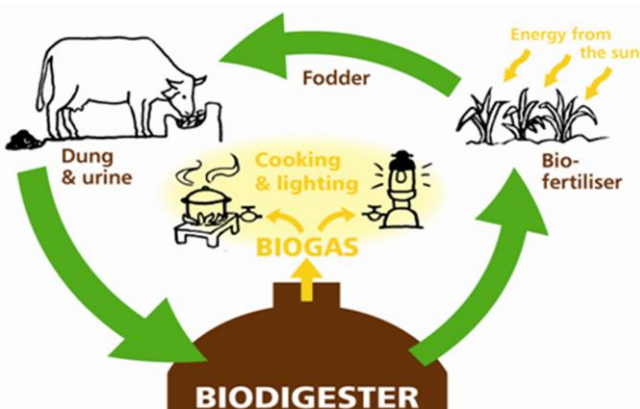 Energy from
the sun
Fodder
Dung
& urine
Cooking
& lighting
Bio-
fertiliser
BIOGAS
BIODIGESTER